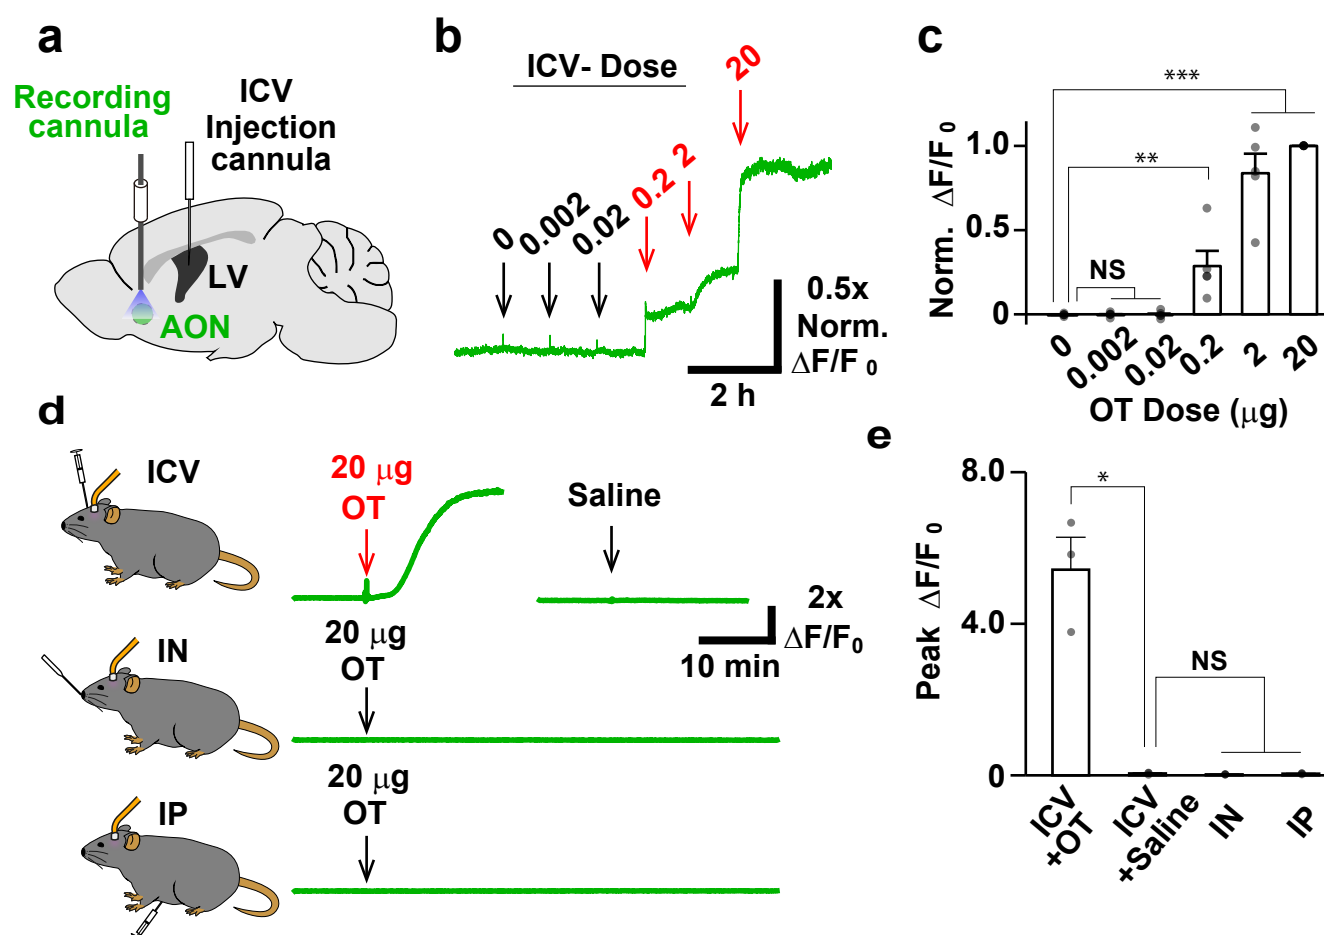 a
Recording
cannula
ICV
Injection
cannula
LV
AON
b
ICV- Dose
0
0.002
0.02
0.2
2
20
0.5x
Norm.
ΔF/F 0
2 h
c
***
**
NS
Norm. ΔF/F 0
1.0
0.5
0
0
0.002
0.02
0.2
2
20
OT Dose (μg)
d
ICV
20 μg
OT
Saline
2x
ΔF/F0
10 min
IN
20 μg
OT
IP
20 μg
OT
e
*
NS
Peak ΔF/F 0
8.0
4.0
0
ICV
+OT
ICV
+Saline
IN
IP